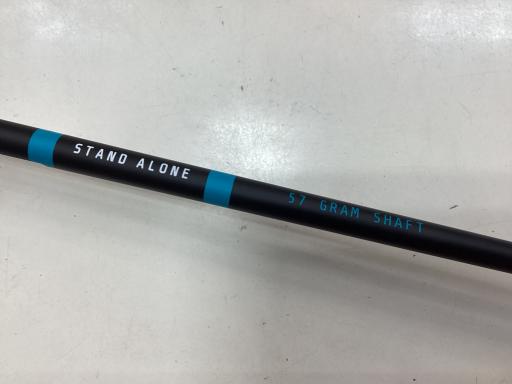 STAND ALONE
57 GRAM SHAFT